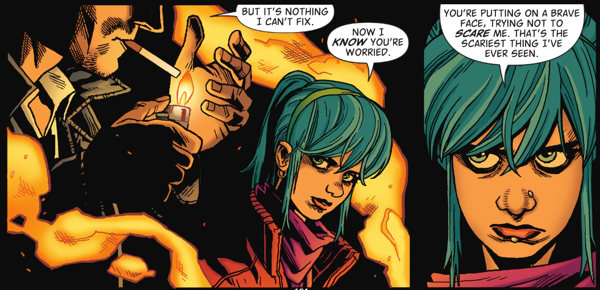 BUT IT'S NOTHING
I CAN'T FIX.
NOW I
KNOW YOU'RE
WORRIED.
YOU'RE PUTTING ON A BRAVE
FACE, TRYING NOT TO
SCARE ME. THAT'S THE
SCARIEST THING I'VE
EVER SEEN.